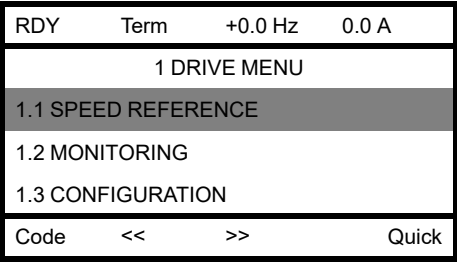 RDY Term +0.0 Hz 0.0 A
1 DRIVE MENU
1.1 SPEED REFERENCE
1.2 MONITORING
1.3 CONFIGURATION
Code << >> Quick